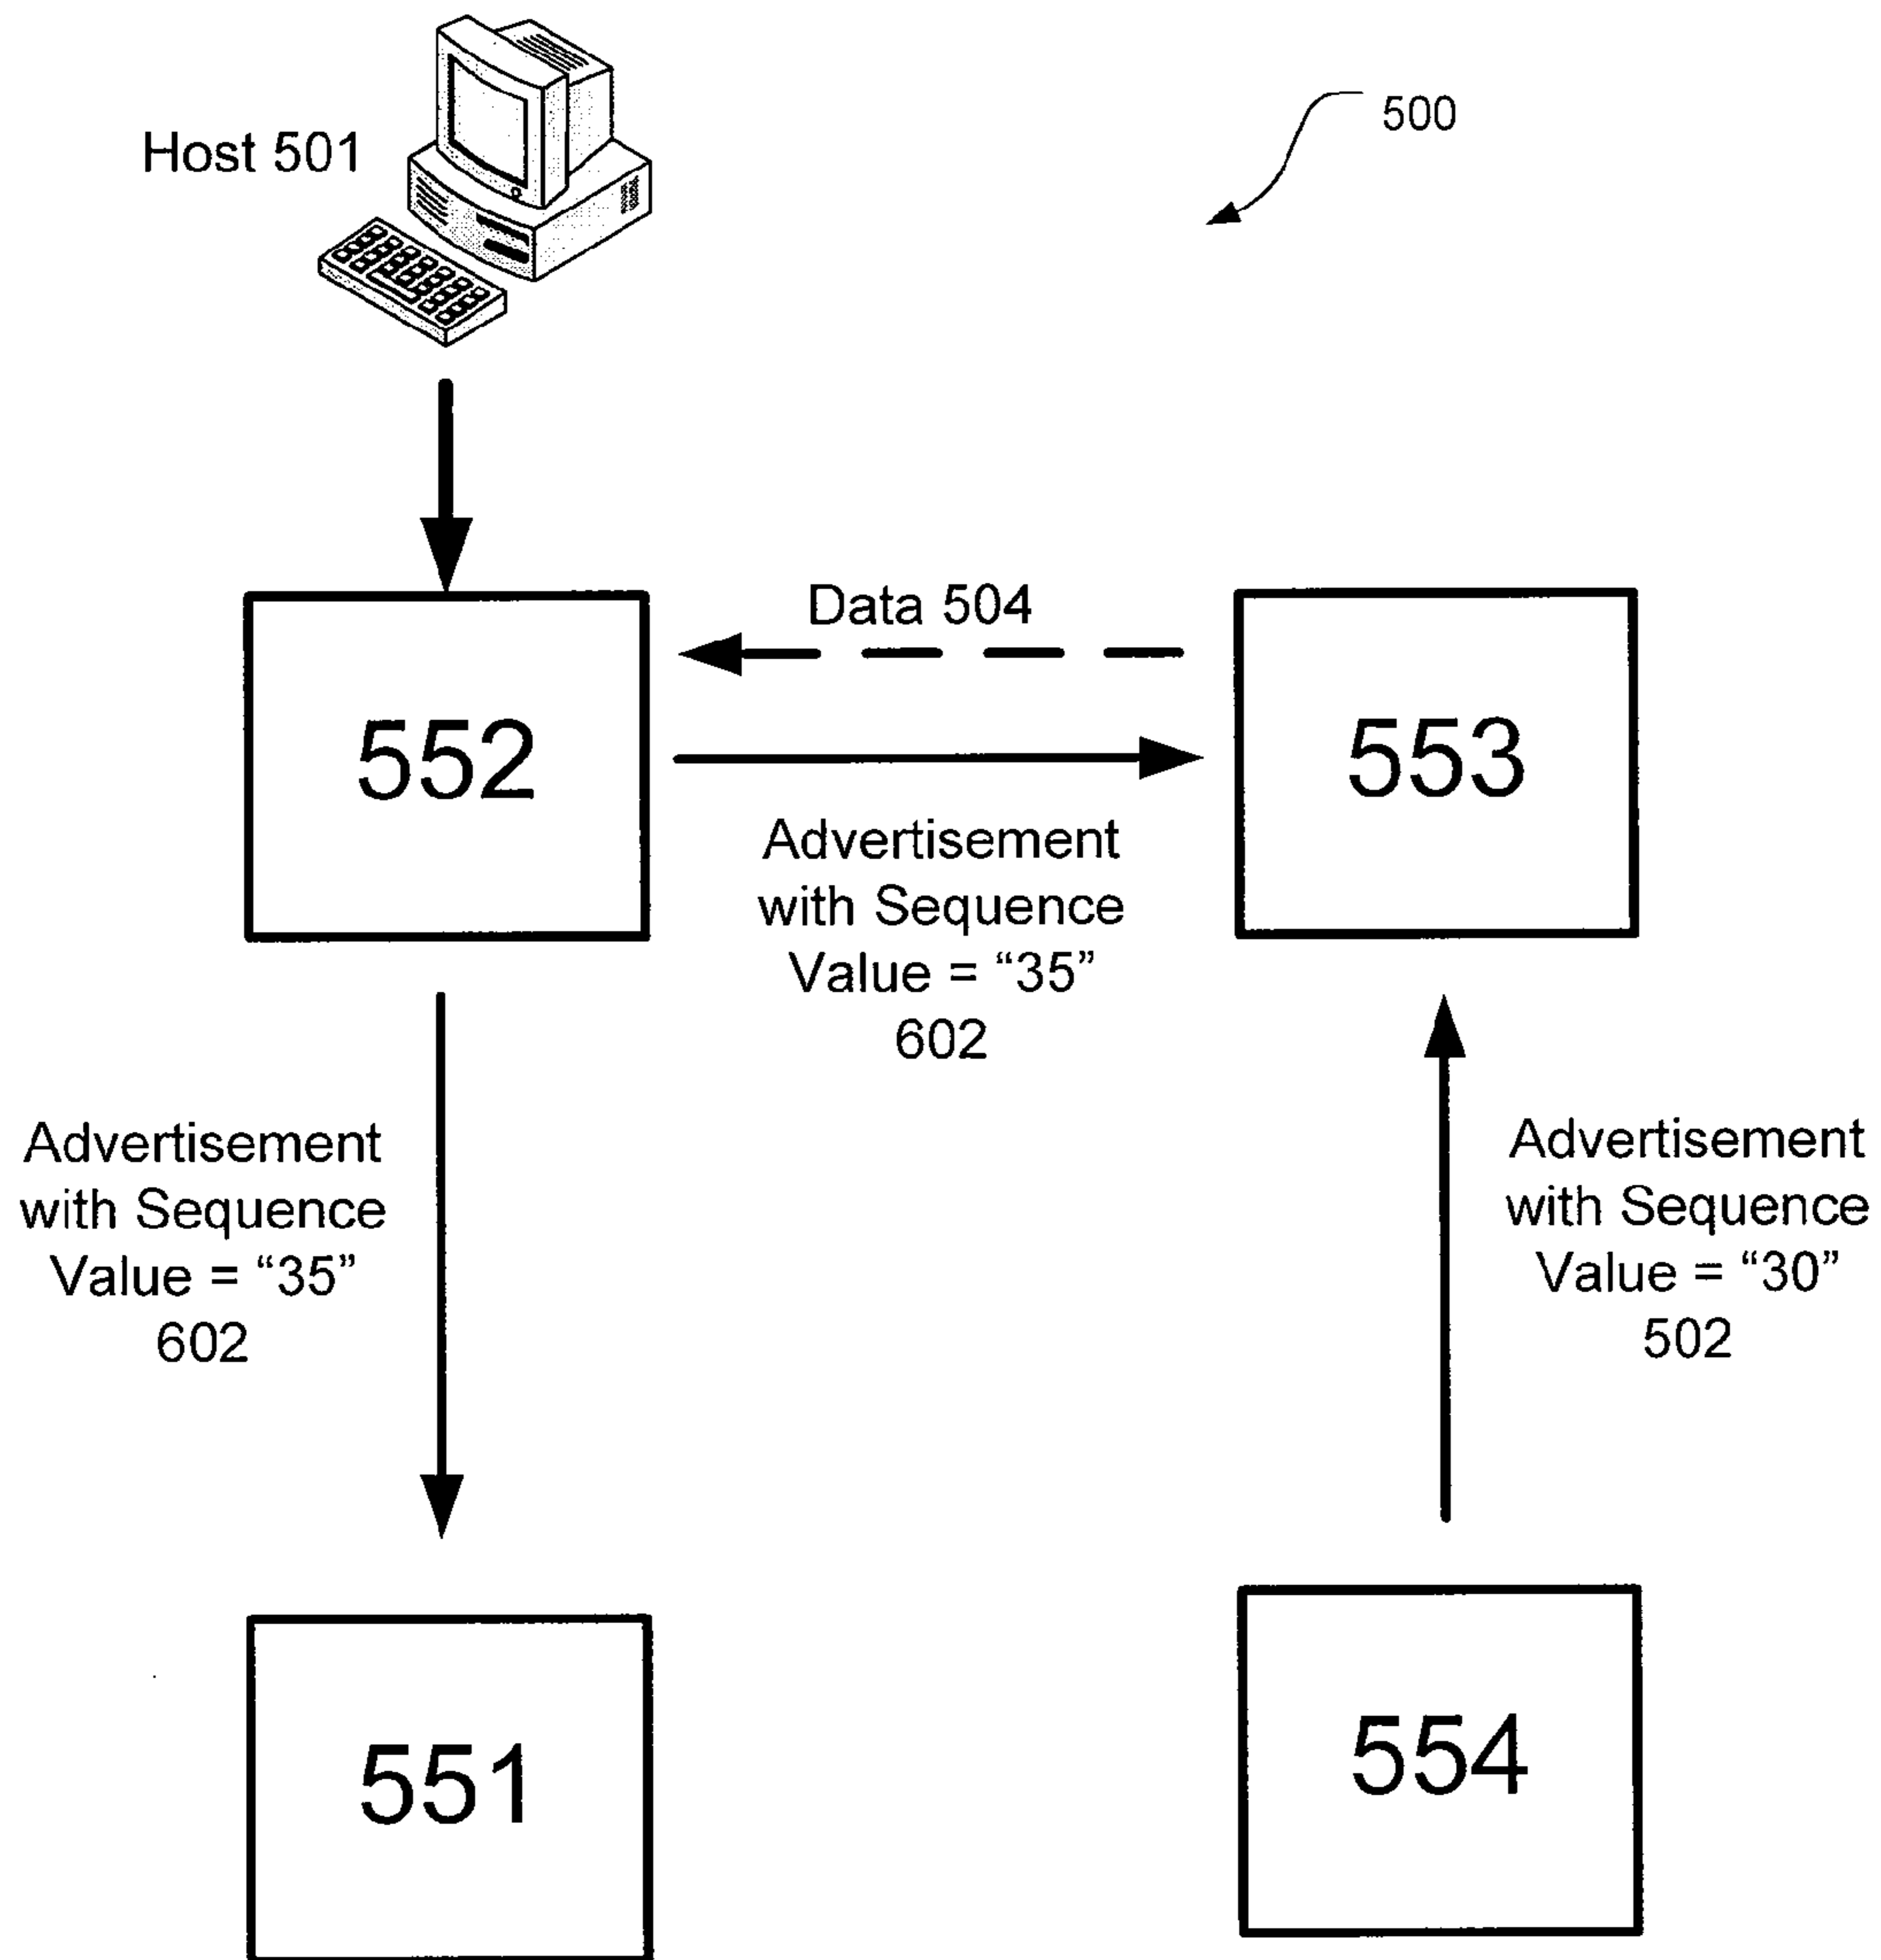 Host 501
500
Data 504
552
553
Advertisement
with Sequence
Value = “35”
602
Advertisement
with Sequence
Value = “35”
602
Advertisement
with Sequence
Value = “30”
502
551
554